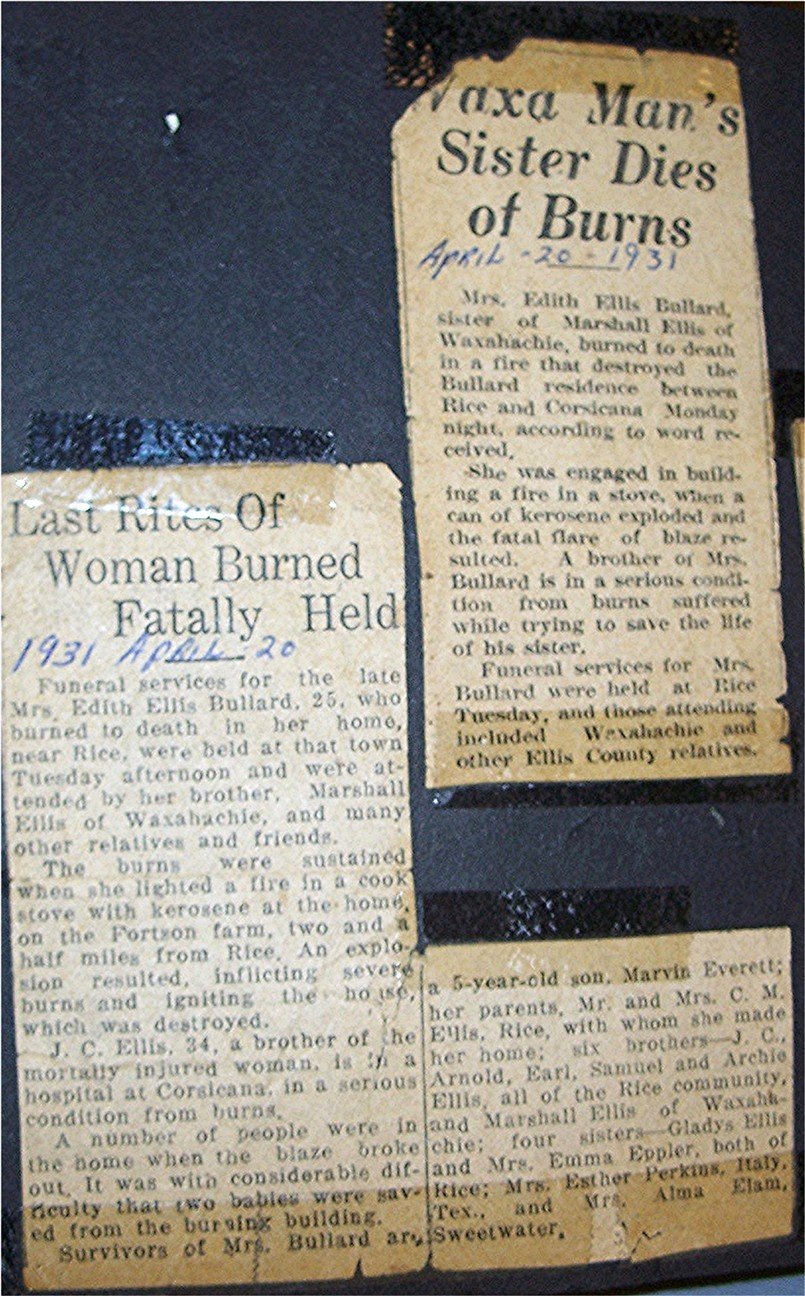 Waxa Man's
Sister Dies
of Burns
APRIL - 20 - 1931
Mrs. Edith Ellis Bullard,
sister of Marshall Ellis of
Waxahachie, burned to death
in a fire that destroyed the
Bullard residence between
Rice and Corsicana Monday
night, according to word re-
ceived.
She was engaged in build-
ing a fire in a stove, when a
can of kerosene exploded and
the fatal flare of blaze re-
sulted. A brother of Mrs.
Bullard is in a serious condi-
tion from burns suffered
while trying to save the life
of his sister.
Funeral services for Mrs.
Bullard were held at Rice
Tuesday, and those attending
included Waxahachie and
other Ellis County relatives.
Last Rites Of
Woman Burned
Fatally Held
1931 APRIL - 20
Funeral services for the late
Mrs. Edith Ellis Bullard, 25, who
burned to death in her home,
near Rice, were held at that town
Tuesday afternoon and were at-
tended by her brother, Marshall
Ellis of Waxahachie, and many
other relatives and friends.
The burns were sustained
when she lighted a fire in a cook
stove with kerosene at the home,
on the Fortson farm, two and a
half miles from Rice. An explo-
sion resulted, inflicting severe
burns and igniting the house,
which was destroyed.
J. C. Ellis, 24, a brother of the
mortally injured woman, is in a
hospital at Corsicana, in a serious
condition from burns.
A number of people were in
the home when the blaze broke
out. It was with considerable dif-
ficulty that two babies were sav-
ed from the burning building.
Survivors of Mrs. Bullard are,
a 5-year-old son, Marvin Everett;
her parents, Mr. and Mrs. C. M.
Ellis, Rice, with whom she made
her home; six brothers—J. C.,
Arnold, Earl, Samuel and Archie
Ellis, all of the Rice community,
and Marshall Ellis of Waxaha-
chie; four sisters—Gladys Ellis
and Mrs. Emma Eppler, both of
Rice; Mrs. Esther Perkins, Italy,
Tex., and Mrs. Alma Elam,
Sweetwater.